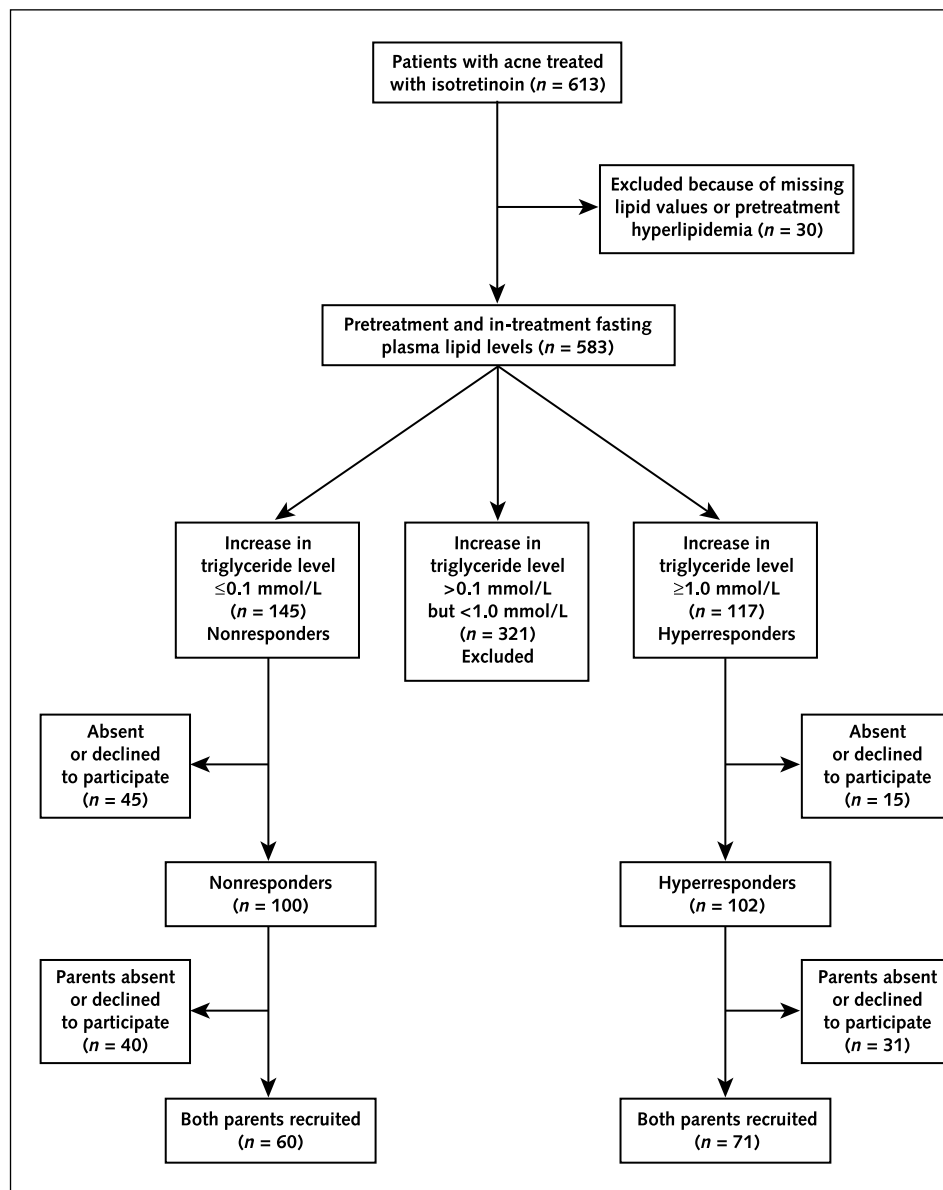 Patients with acne treated
with isotretinoin (n = 613)
Excluded because of missing
lipid values or pretreatment
hyperlipidemia (n = 30)
Pretreatment and in-treatment fasting
plasma lipid levels (n = 583)
Increase in
triglyceride level
≤0.1 mmol/L
(n = 145)
Nonresponders
Increase in
triglyceride level
>0.1 mmol/L
but <1.0 mmol/L
(n = 321)
Excluded
Increase in
triglyceride level
≥1.0 mmol/L
(n = 117)
Hyperresponders
Absent
or declined
to participate
(n = 45)
Absent
or declined
to participate
(n = 15)
Nonresponders
(n = 100)
Hyperresponders
(n = 102)
Parents absent
or declined
to participate
(n = 40)
Parents absent
or declined
to participate
(n = 31)
Both parents recruited
(n = 60)
Both parents recruited
(n = 71)